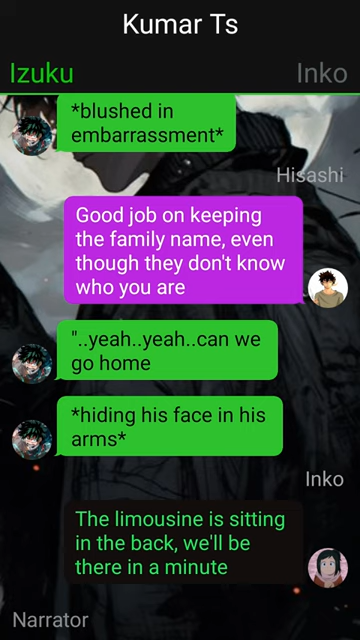 Kumar Ts
Izuku Inko
*blushed in
embarrassment*
Hisashi
Good job on keeping
the family name, even
though they don't know
who you are
"..yeah..yeah..can we
go home
*hiding his face in his
arms*
Inko
The limousine is sitting
in the back, we'll be
there in a minute
Narrator